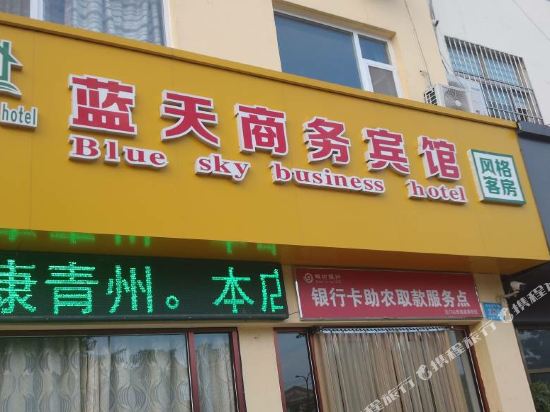 hotel
蓝天商务宾馆
Blue sky business hotel
风格
客房
康青州。本店
银行卡助农取款服务点
@携程旅行